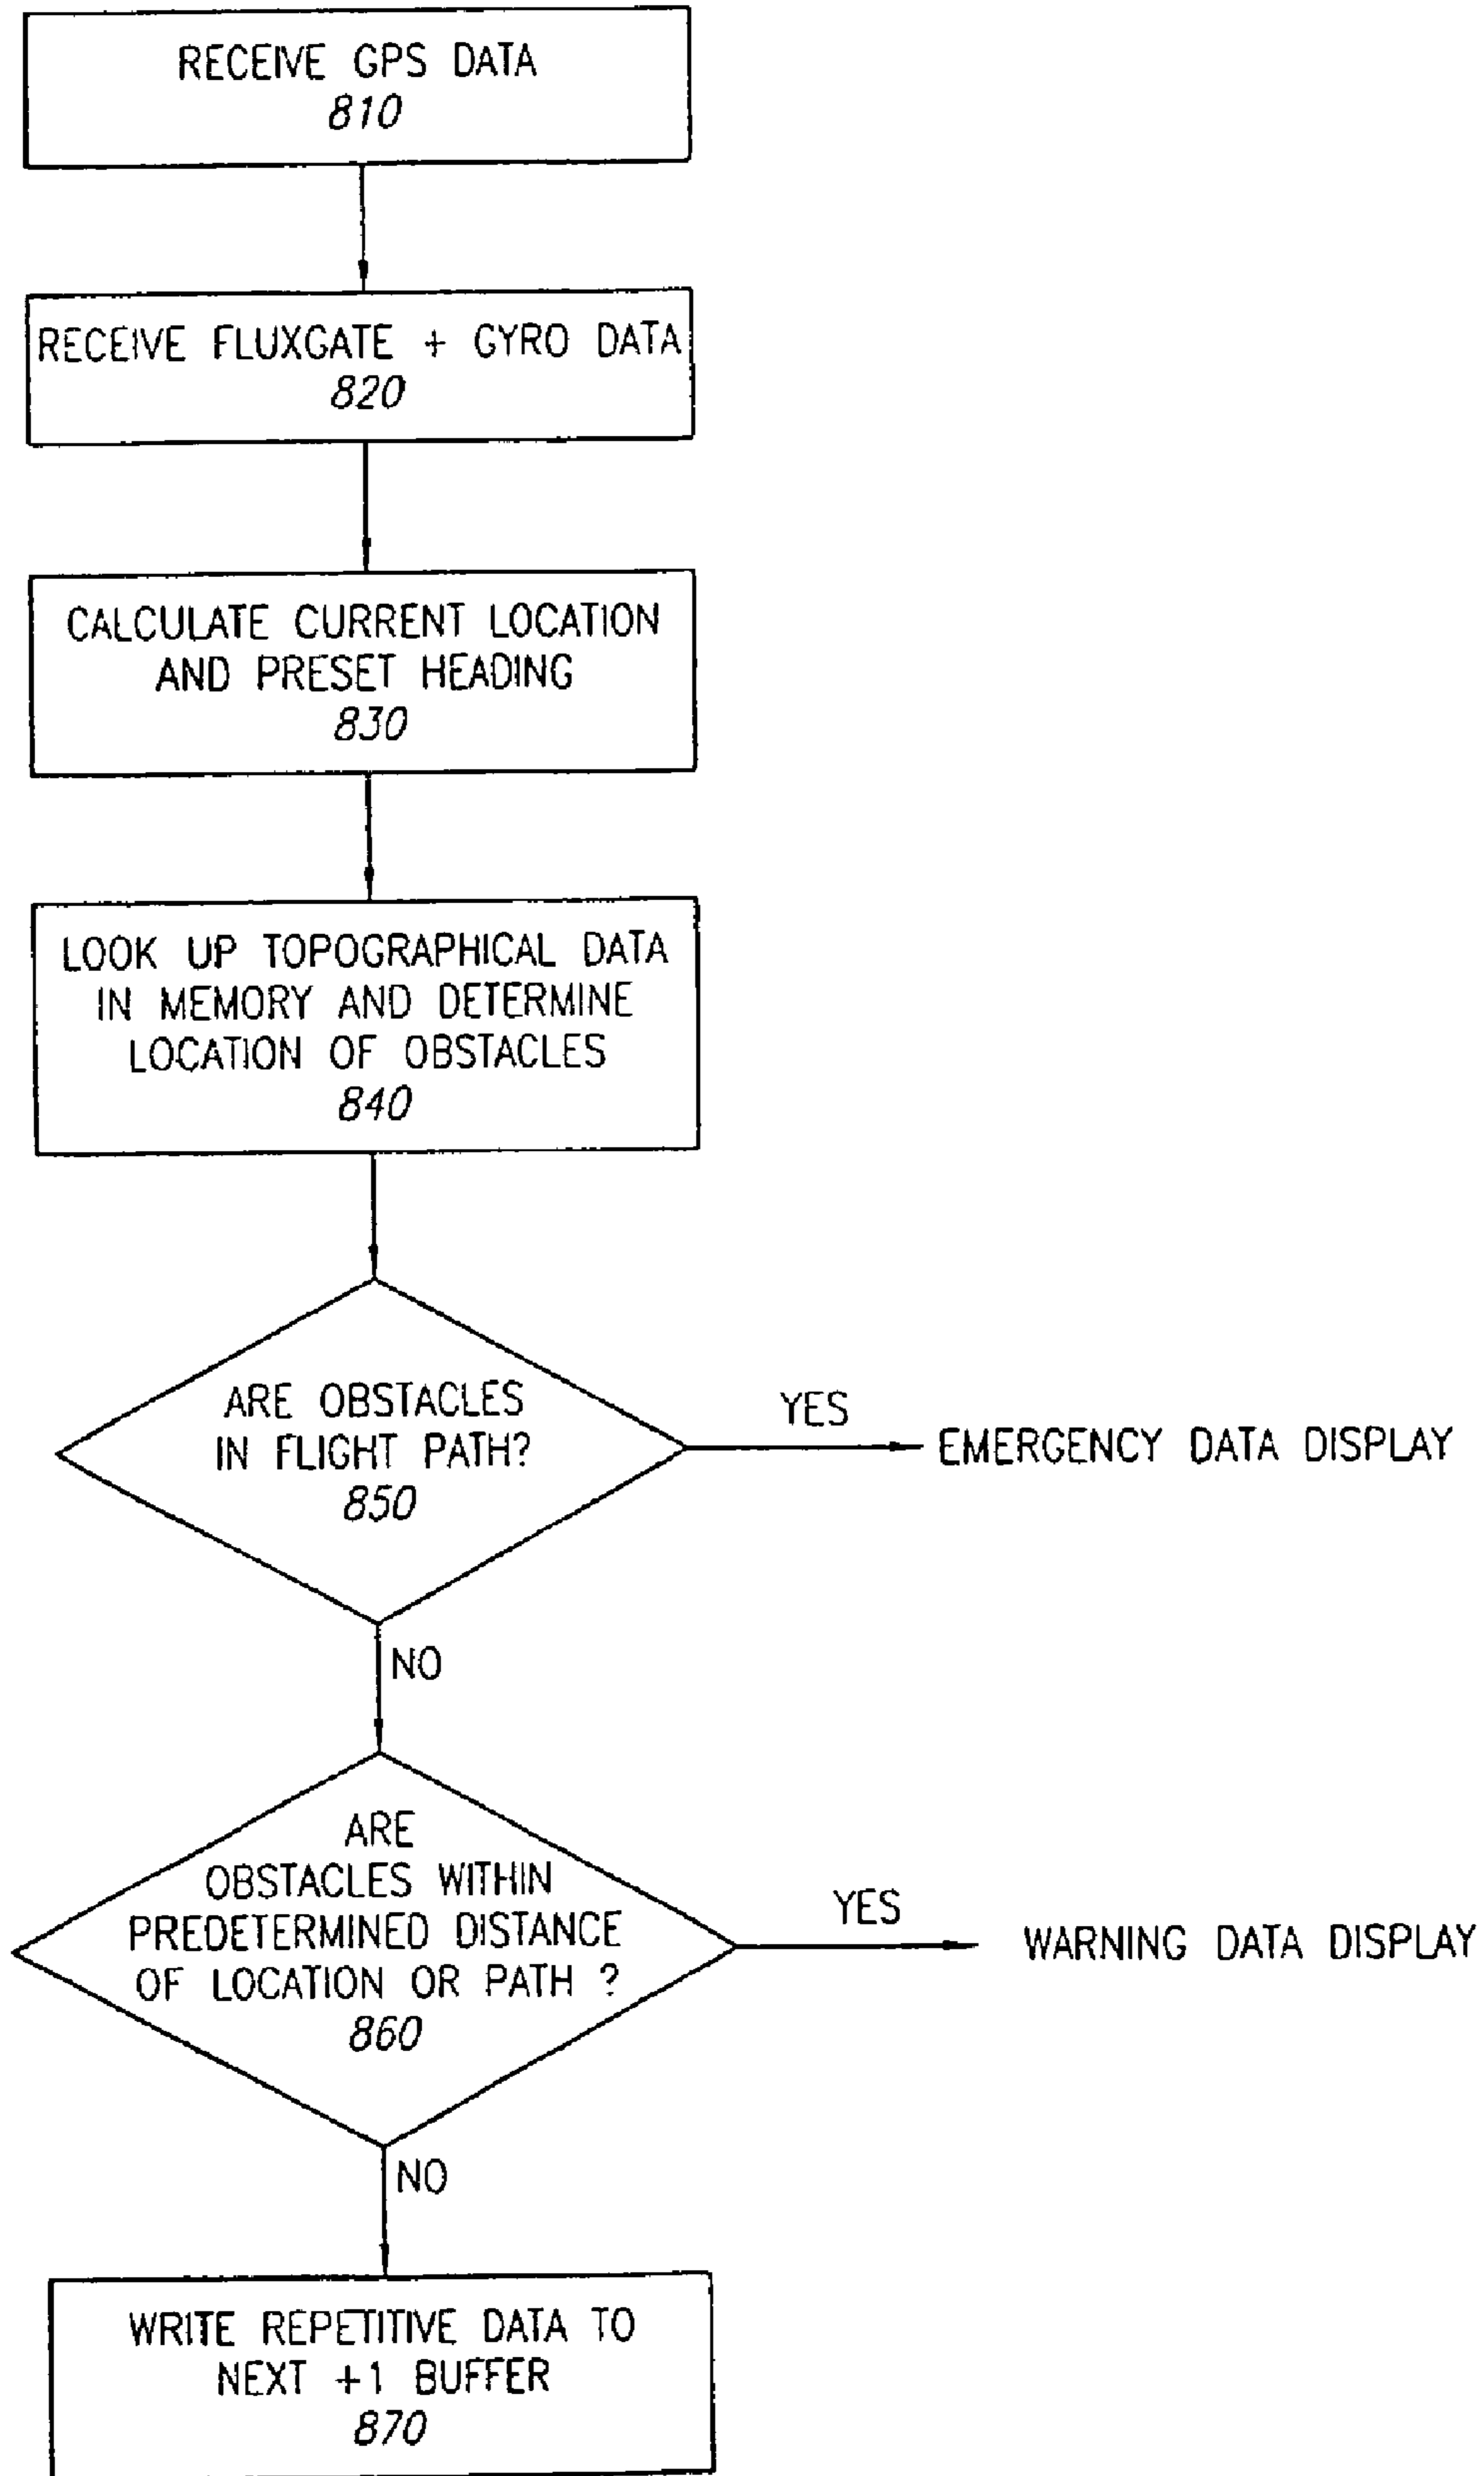 RECEIVE GPS DATA
810
RECEIVE FLUXGATE + GYRO DATA
820
CALCULATE CURRENT LOCATION
AND PRESET HEADING
830
LOOK UP TOPOGRAPHICAL DATA
IN MEMORY AND DETERMINE
LOCATION OF OBSTACLES
840
ARE OBSTACLES
IN FLIGHT PATH?
850
YES
EMERGENCY DATA DISPLAY
NO
ARE
OBSTACLES WITHIN
PREDETERMINED DISTANCE
OF LOCATION OR PATH ?
860
YES
WARNING DATA DISPLAY
NO
WRITE REPETITIVE DATA TO
NEXT +1 BUFFER
870